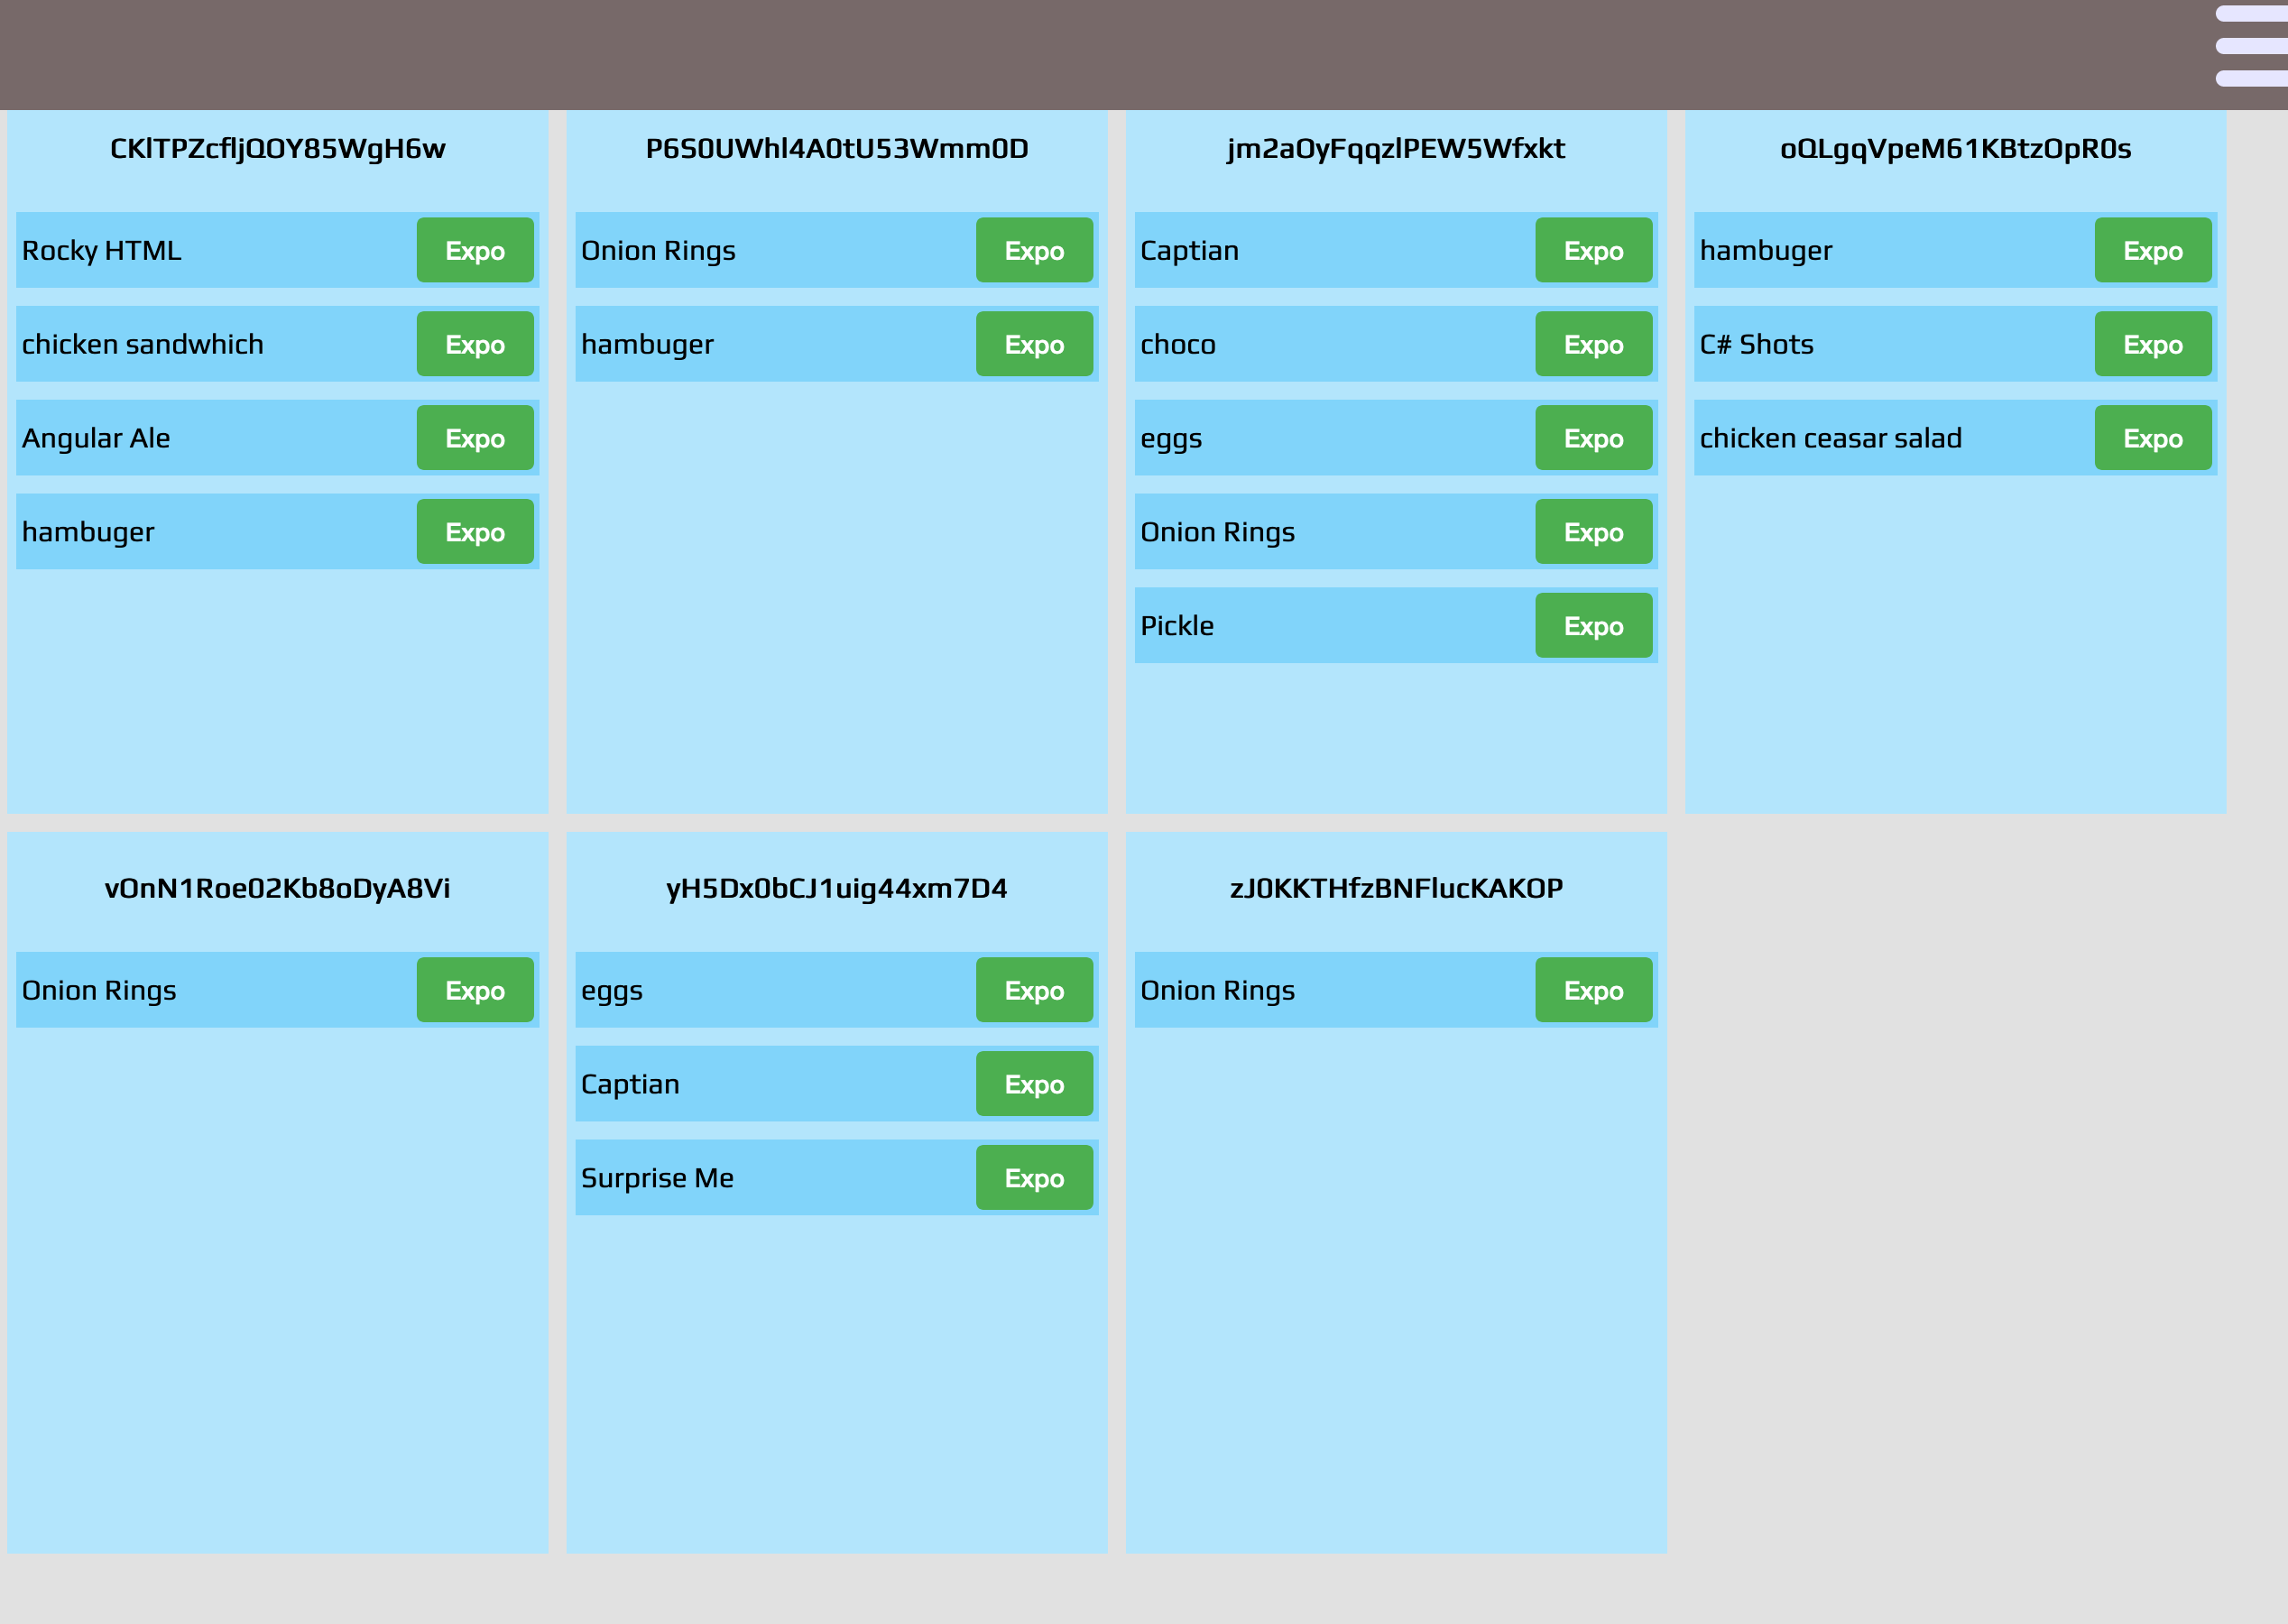 CKlTPZcfljQOY85WgH6w
Rocky HTML Expo
chicken sandwhich Expo
Angular Ale Expo
hambuger Expo
P6S0UWhl4A0tU53Wmm0D
Onion Rings Expo
hambuger Expo
jm2aOyFqqzlPEW5Wfxkt
Captian Expo
choco Expo
eggs Expo
Onion Rings Expo
Pickle Expo
oQLgqVpeM61KBtzOpR0s
hambuger Expo
C# Shots Expo
chicken ceasar salad Expo
vOnN1Roe02Kb8oDyA8Vi
Onion Rings Expo
yH5Dx0bCJ1uig44xm7D4
eggs Expo
Captian Expo
Surprise Me Expo
zJ0KKTHfzBNFlucKAKOP
Onion Rings Expo